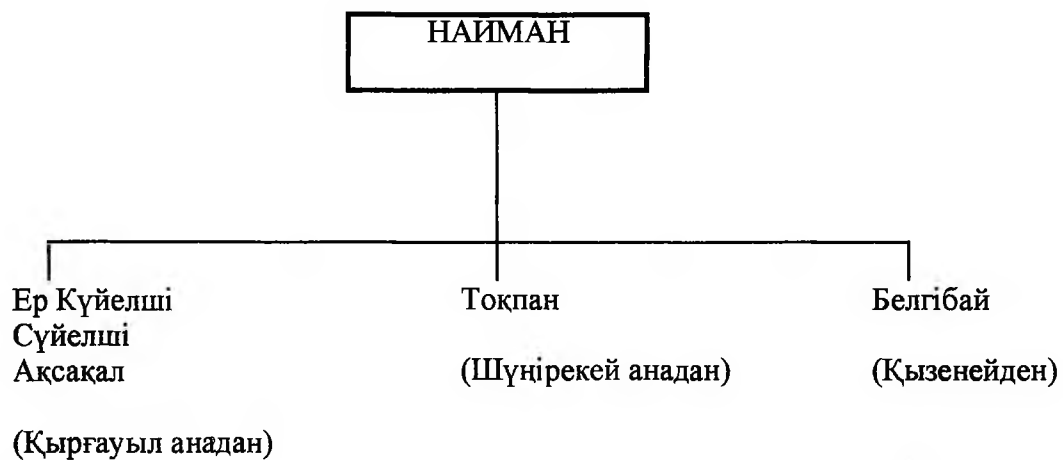 НАЙМАН
Ер Күйелші
Сүйелші
Ақсақал
(Қырғауыл анадан)
Тоқпан
(Шүңірекей анадан)
Белгібай
(Қызенейден)